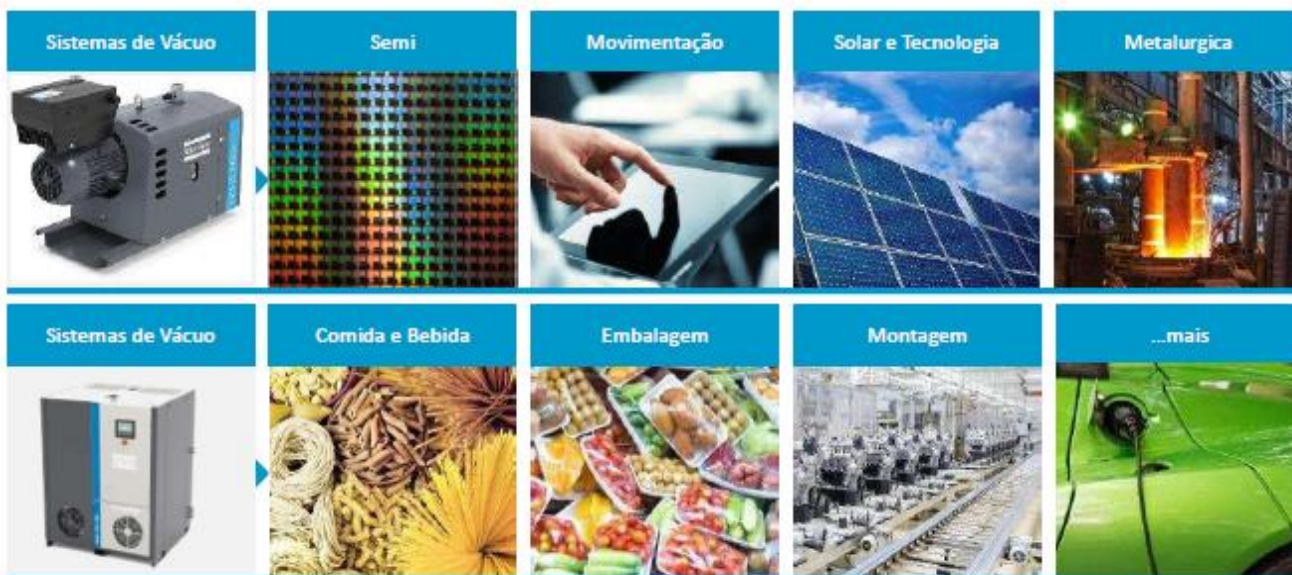 Sistemas de Vácuo
Semi
Movimentação
Solar e Tecnologia
Metalurgica
Sistemas de Vácuo
Comida e Bebida
Embalagem
Montagem
...mais